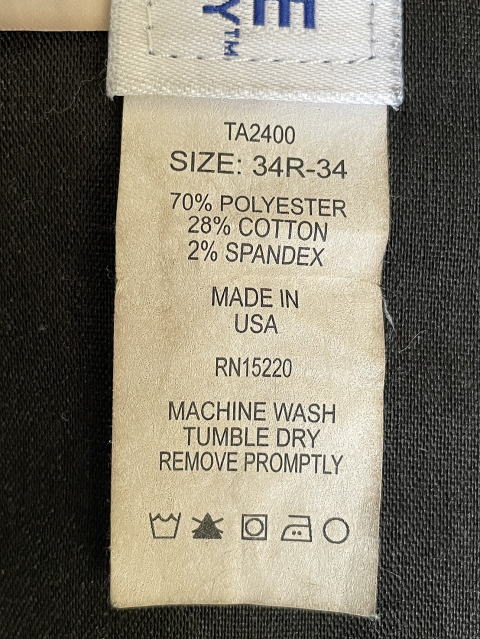 E
Y™
TA2400
SIZE: 34R-34
70% POLYESTER
28% COTTON
2% SPANDEX
MADE IN
USA
RN15220
MACHINE WASH
TUMBLE DRY
REMOVE PROMPTLY